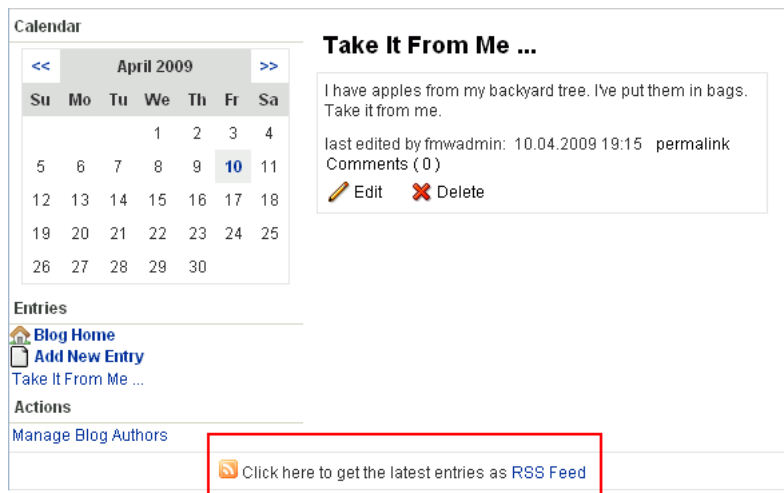 Calendar
<< April 2009 >>
Su Mo Tu We Th Fr Sa
1 2 3 4
5 6 7 8 9 10 11
12 13 14 15 16 17 18
19 20 21 22 23 24 25
26 27 28 29 30
Entries
Blog Home
Add New Entry
Take It From Me ...
Actions
Manage Blog Authors
Take It From Me ...
I have apples from my backyard tree. I've put them in bags.
Take it from me.
last edited by fmwadmin: 10.04.2009 19:15 permalink
Comments ( 0 )
Edit Delete
Click here to get the latest entries as RSS Feed